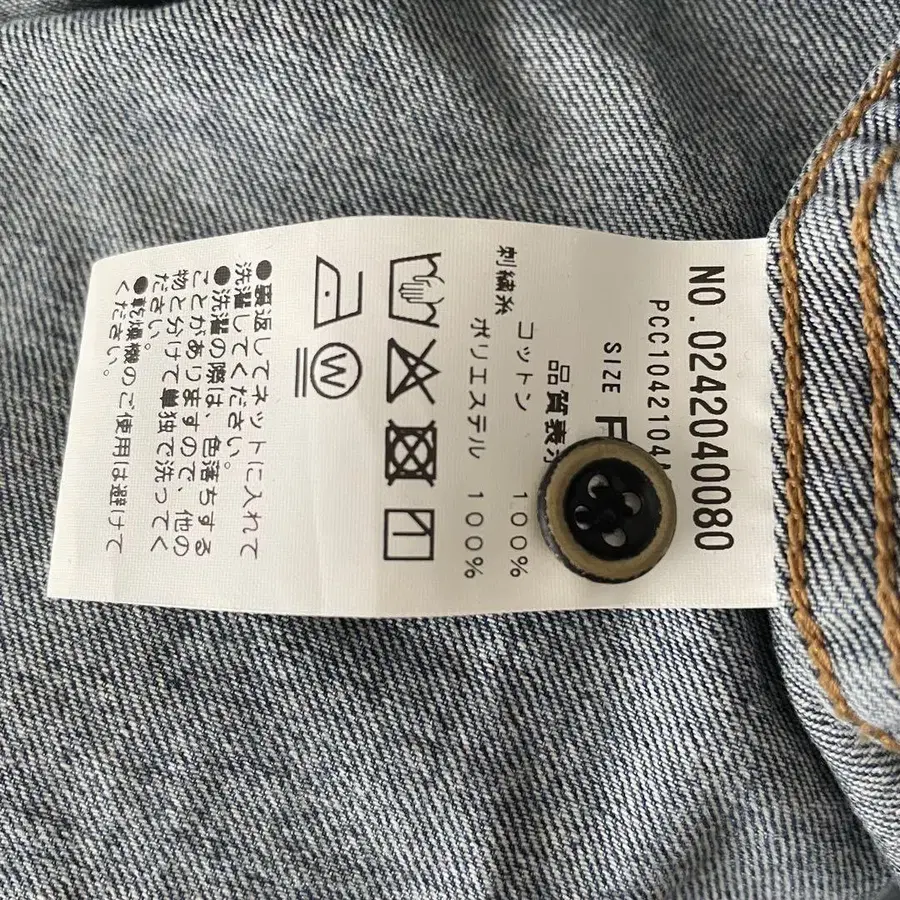 NO.0242040080
PCC1042104A
SIZE F
品質表示
コットン 100%
刺繍糸
ポリエステル 100%
W
●裏返してネットに入れて
洗濯してください。
●洗濯の際は、色落ちする
ことがありますので、他の
物と分けて単独で洗って
ください。
●乾燥機のご使用は避けて
ください。